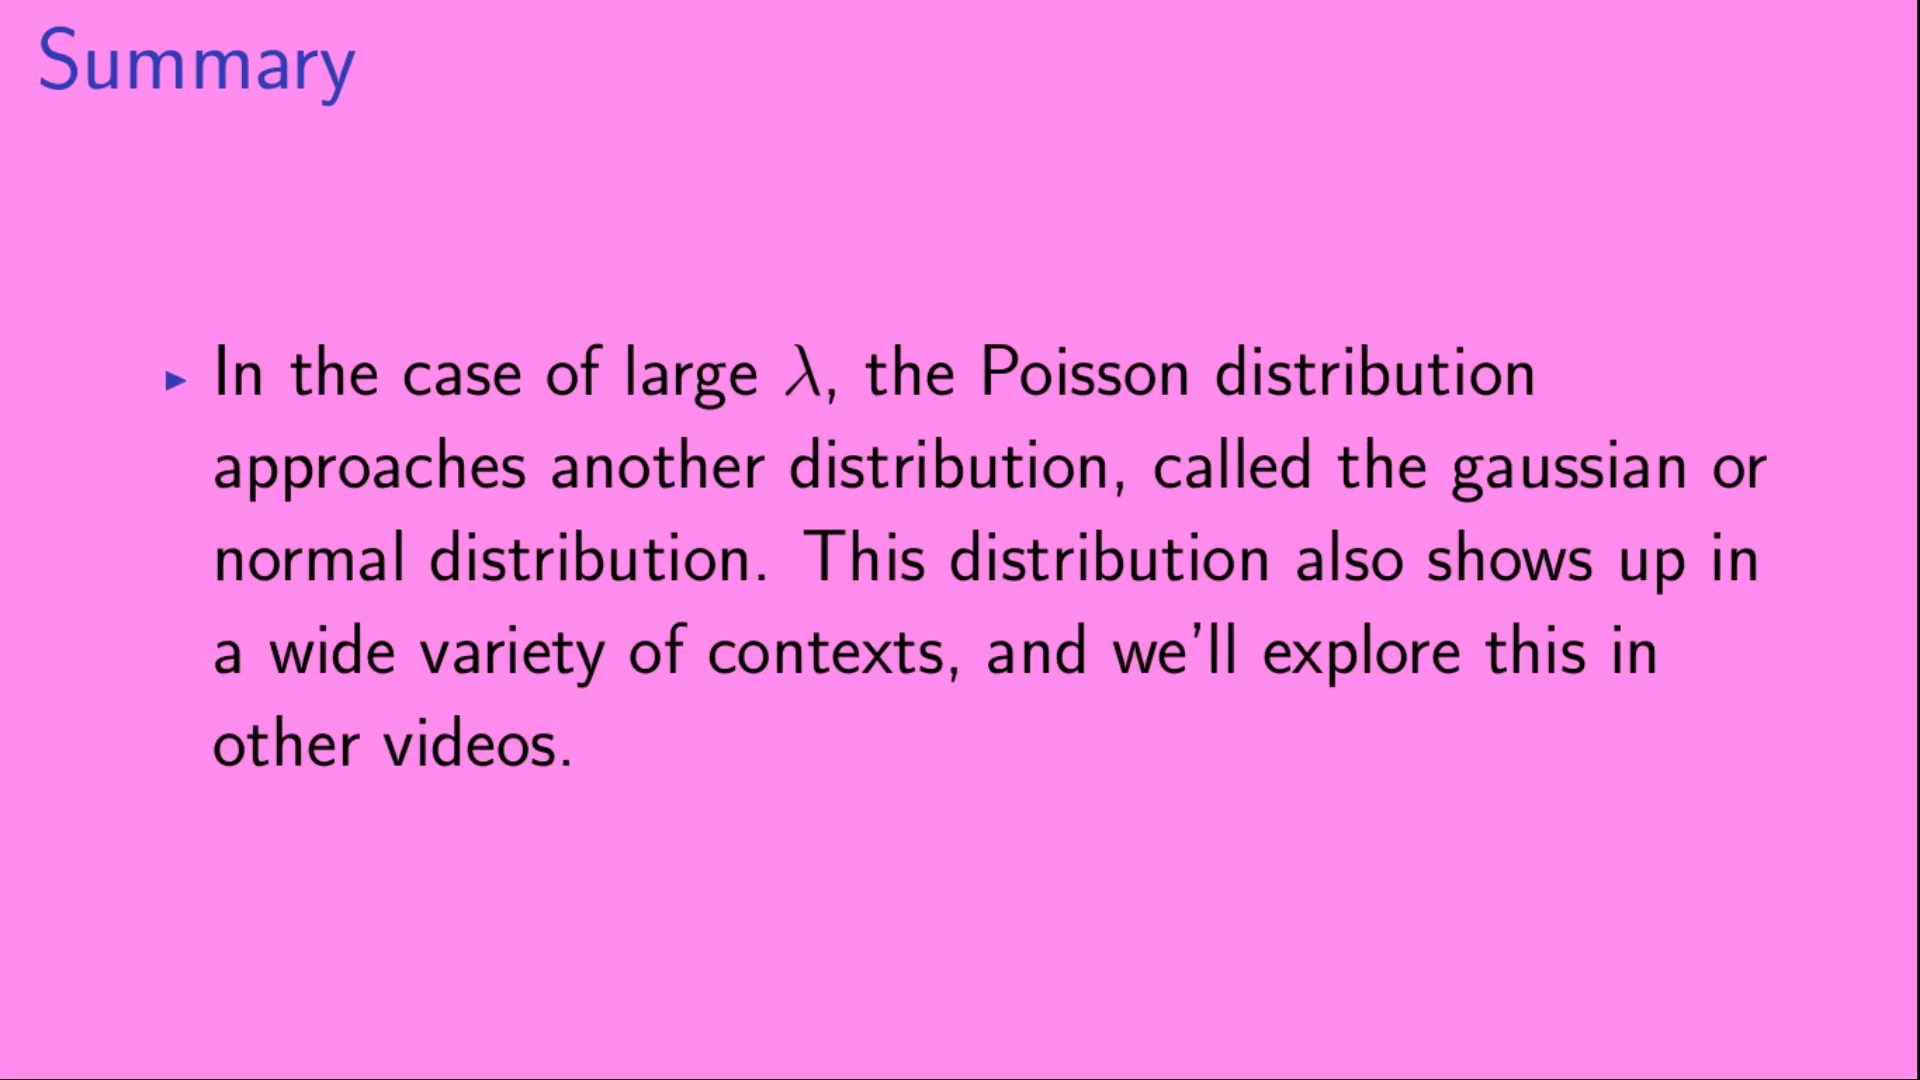 Summary
▶ In the case of large λ, the Poisson distribution
approaches another distribution, called the gaussian or
normal distribution. This distribution also shows up in
a wide variety of contexts, and we'll explore this in
other videos.